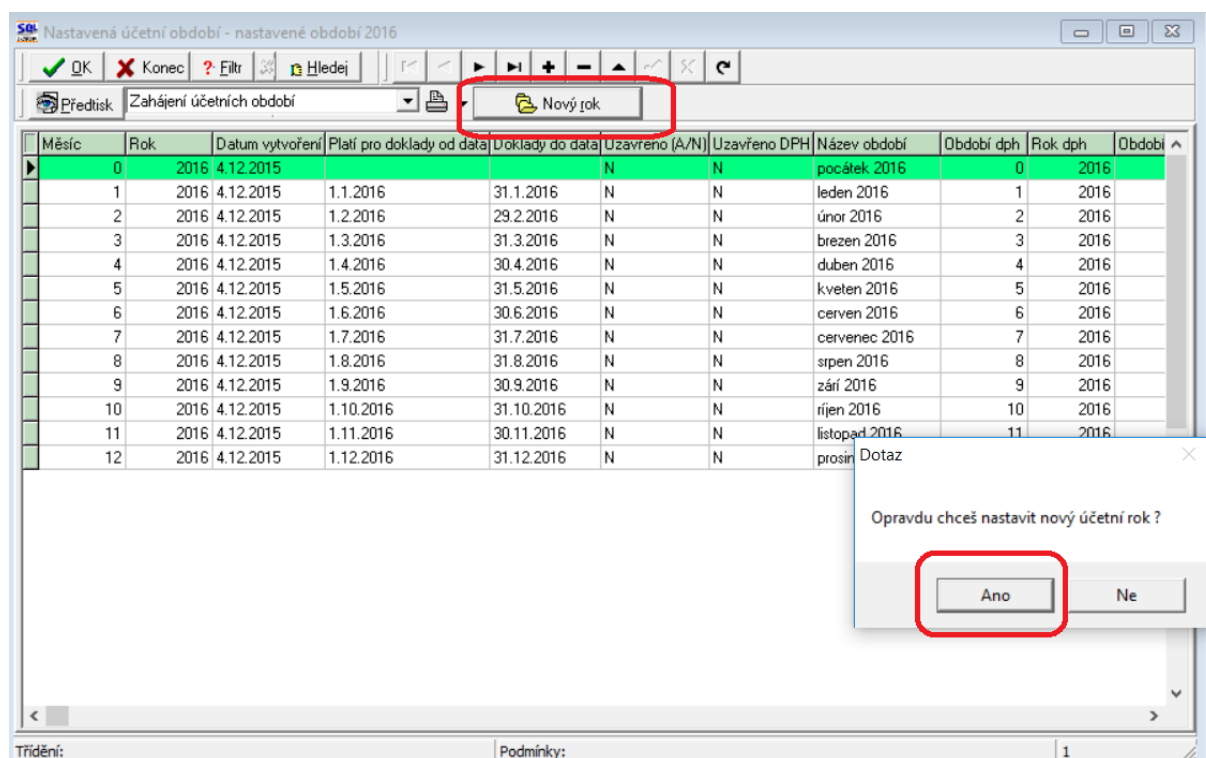 SQL
Nastavená účetní období - nastavené období 2016
OK Konec ? Filtr Hledej
Předtisk Zahájení účetních období Nový rok
Měsíc Rok Datum vytvoření Platí pro doklady od data Doklady do data Uzavřeno (A/N) Uzavřeno DPH Název období Období dph Rok dph Obdobi
0 2016 4.12.2015 N N pocátek 2016 0 2016
1 2016 4.12.2015 1.1.2016 31.1.2016 N N leden 2016 1 2016
2 2016 4.12.2015 1.2.2016 29.2.2016 N N únor 2016 2 2016
3 2016 4.12.2015 1.3.2016 31.3.2016 N N brezen 2016 3 2016
4 2016 4.12.2015 1.4.2016 30.4.2016 N N duben 2016 4 2016
5 2016 4.12.2015 1.5.2016 31.5.2016 N N kveten 2016 5 2016
6 2016 4.12.2015 1.6.2016 30.6.2016 N N cerven 2016 6 2016
7 2016 4.12.2015 1.7.2016 31.7.2016 N N cervenec 2016 7 2016
8 2016 4.12.2015 1.8.2016 31.8.2016 N N srpen 2016 8 2016
9 2016 4.12.2015 1.9.2016 30.9.2016 N N zárí 2016 9 2016
10 2016 4.12.2015 1.10.2016 31.10.2016 N N ríjen 2016 10 2016
11 2016 4.12.2015 1.11.2016 30.11.2016 N N listopad 2016 11 2016
12 2016 4.12.2015 1.12.2016 31.12.2016 N N prosin
Dotaz
Opravdu chceš nastavit nový účetní rok ?
Ano Ne
Třídění: Podmínky: 1